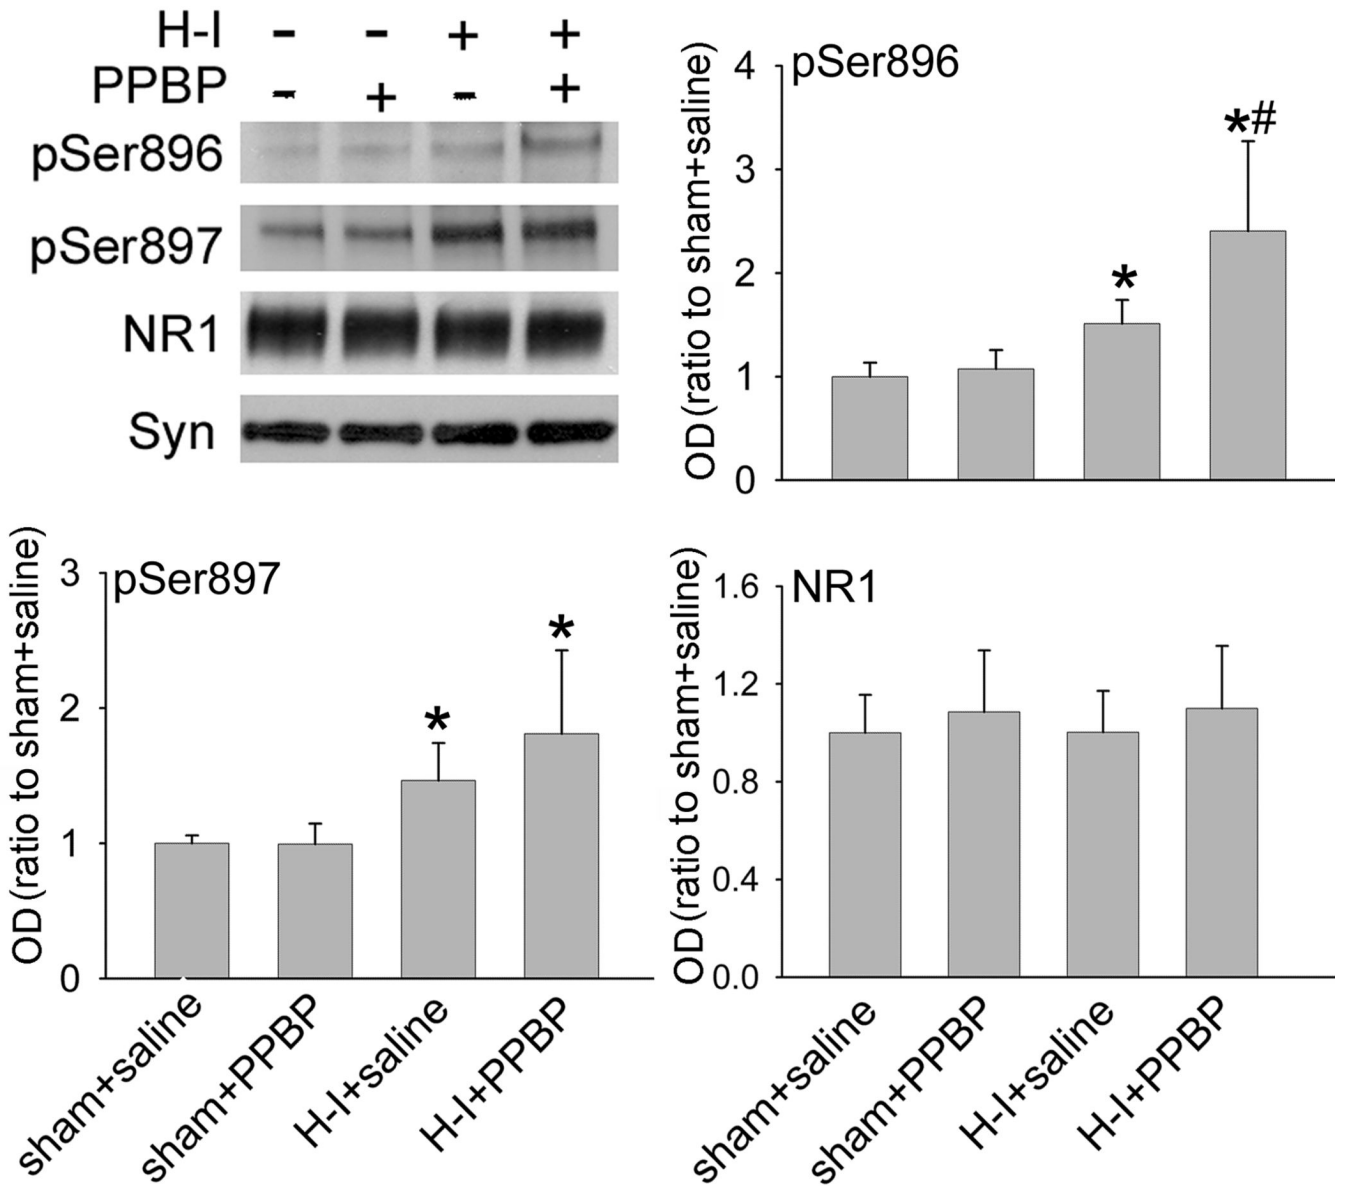 H-I - - + +
PPBP - + - +
pSer896
pSer897
NR1
Syn
pSer896
OD (ratio to sham+saline)
4
3
2
1
0
*
*#
pSer897
OD (ratio to sham+saline)
3
2
1
0
*
*
sham+saline
sham+PPBP
H-I+saline
H-I+PPBP
NR1
OD (ratio to sham+saline)
1.6
1.2
0.8
0.4
0.0
sham+saline
sham+PPBP
H-I+saline
H-I+PPBP